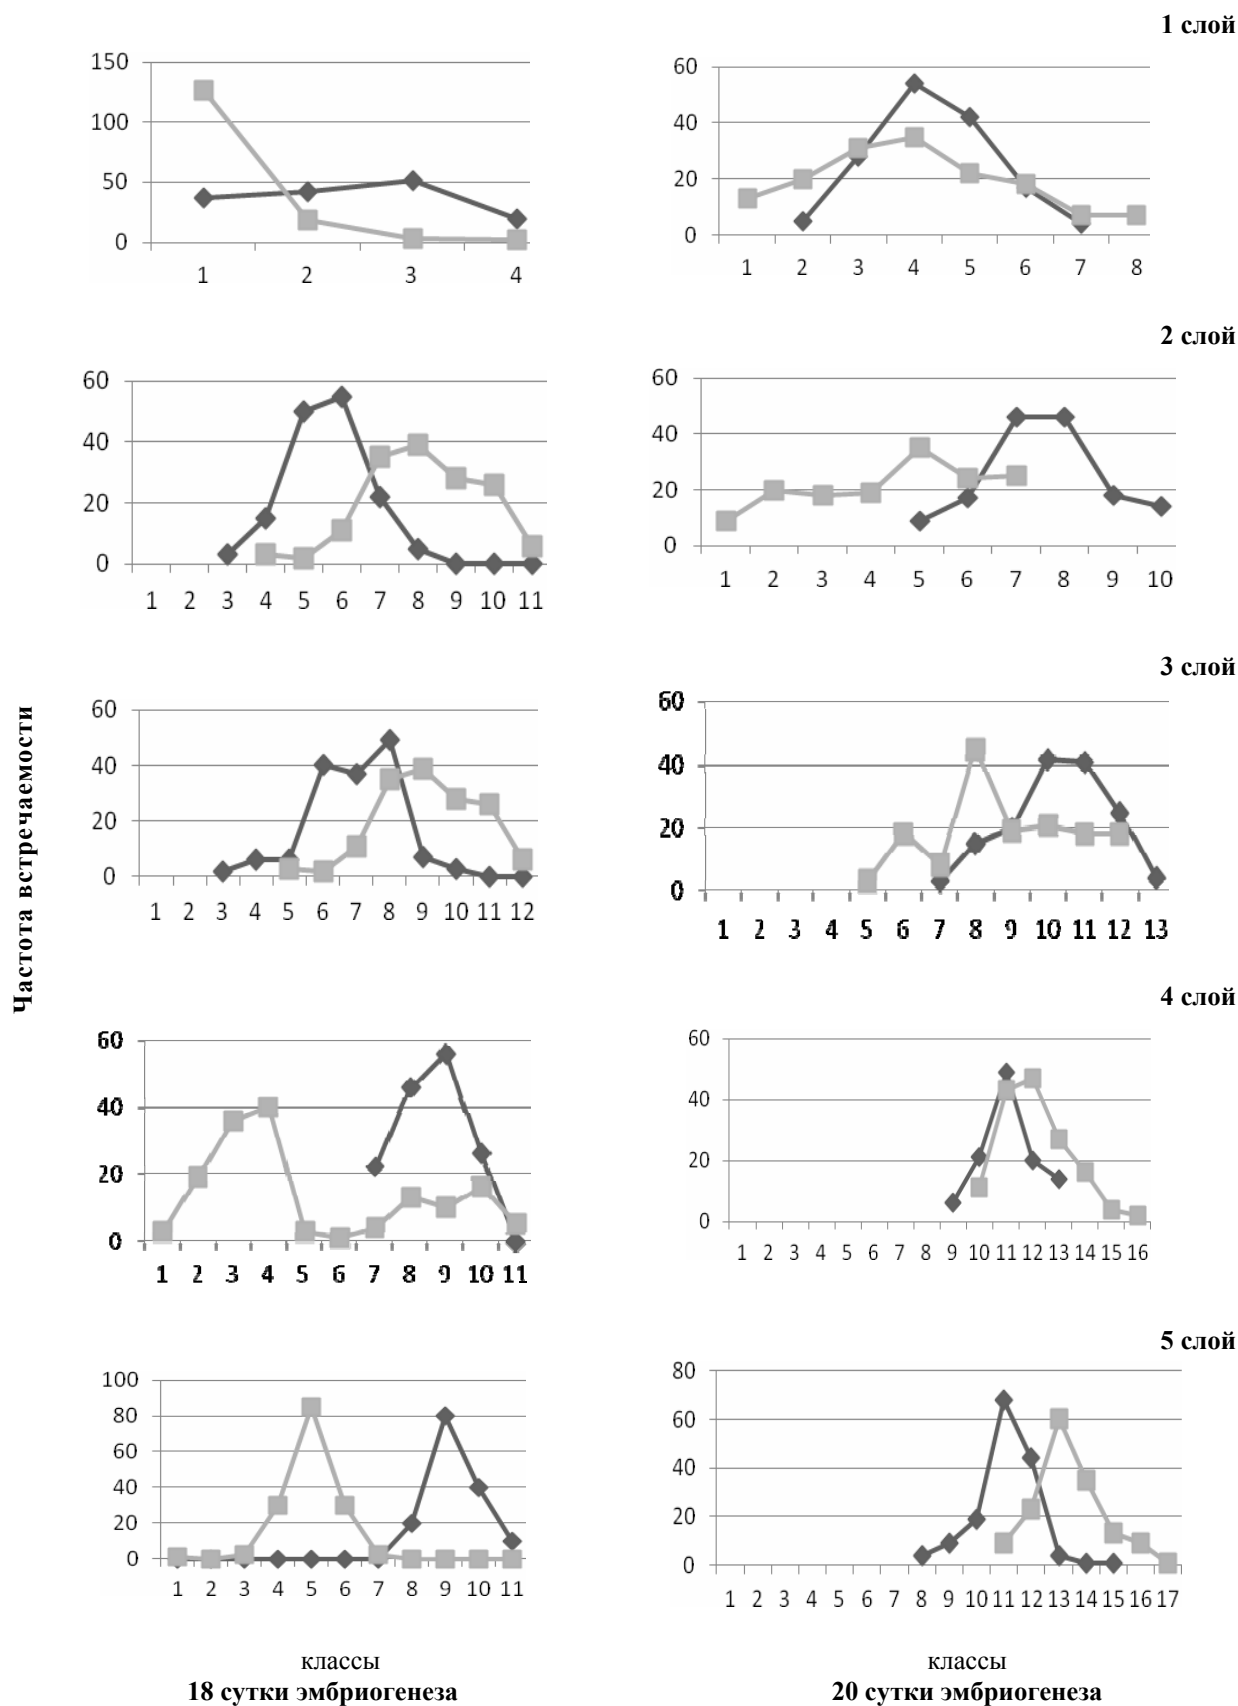 1 слой
150
100
50
0
1 2 3 4
60
40
20
0
1 2 3 4 5 6 7 8
2 слой
60
40
20
0
1 2 3 4 5 6 7 8 9 10 11
60
40
20
0
1 2 3 4 5 6 7 8 9 10
3 слой
Частота встречаемости
60
40
20
0
1 2 3 4 5 6 7 8 9 10 11 12
60
40
20
0
1 2 3 4 5 6 7 8 9 10 11 12 13
4 слой
60
40
20
0
1 2 3 4 5 6 7 8 9 10 11
60
40
20
0
1 2 3 4 5 6 7 8 9 10 11 12 13 14 15 16
5 слой
100
80
60
40
20
0
1 2 3 4 5 6 7 8 9 10 11
80
60
40
20
0
1 2 3 4 5 6 7 8 9 10 11 12 13 14 15 16 17
классы
18 сутки эмбриогенеза
классы
20 сутки эмбриогенеза